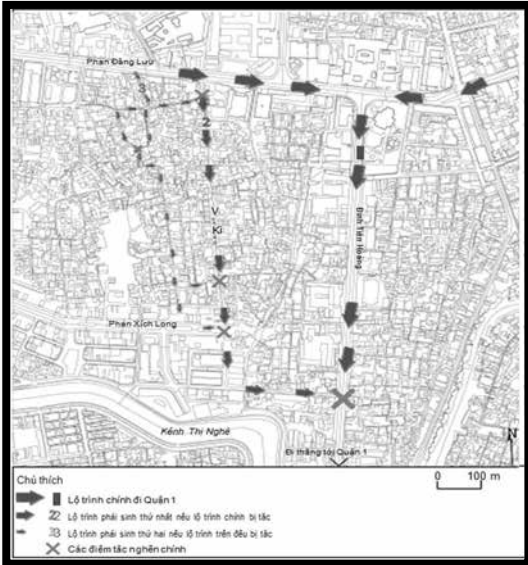 Phan Đăng Lưu
3
2
V.
Ki
Đinh Tiên Hoàng
Phan Xích Long
Kênh Thị Nghè
Đi thẳng tới Quận 1
N
0 100 m
Chú thích
Lộ trình chính đi Quận 1
2 Lộ trình phái sinh thứ nhất nếu lộ trình chính bị tắc
3 Lộ trình phái sinh thứ hai nếu lộ trình trên đều bị tắc
Các điểm tắc nghẽn chính